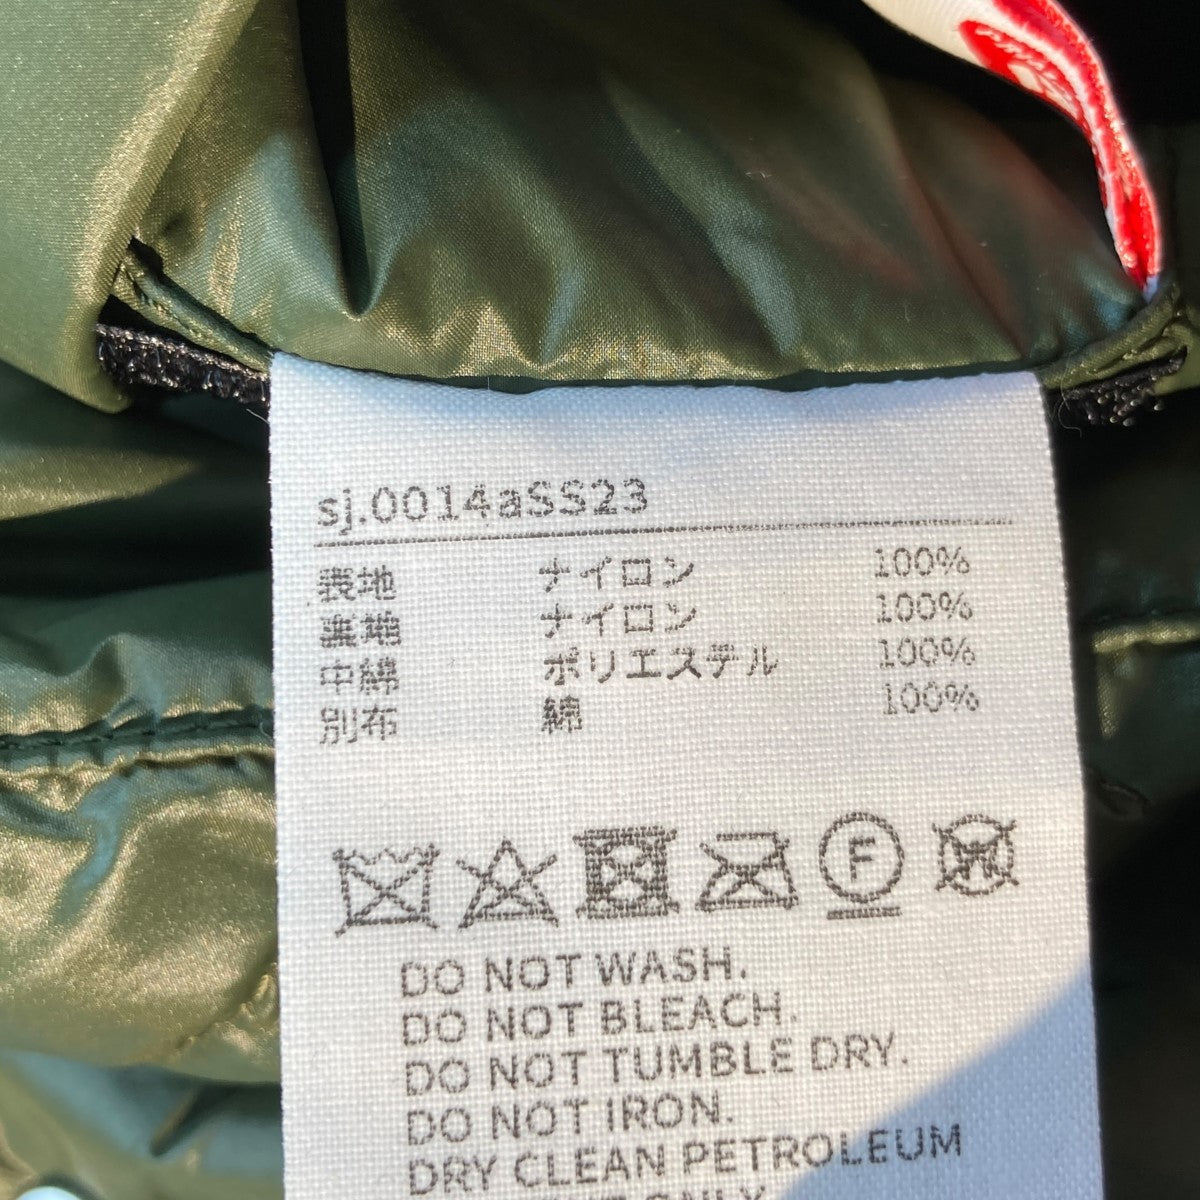 sj.0014aSS23
表地 ナイロン 100%
裏地 ナイロン 100%
中綿 ポリエステル 100%
別布 綿 100%
F
W
DO NOT WASH.
DO NOT BLEACH.
DO NOT TUMBLE DRY.
DO NOT IRON.
DRY CLEAN PETROLEUM
ONLY.